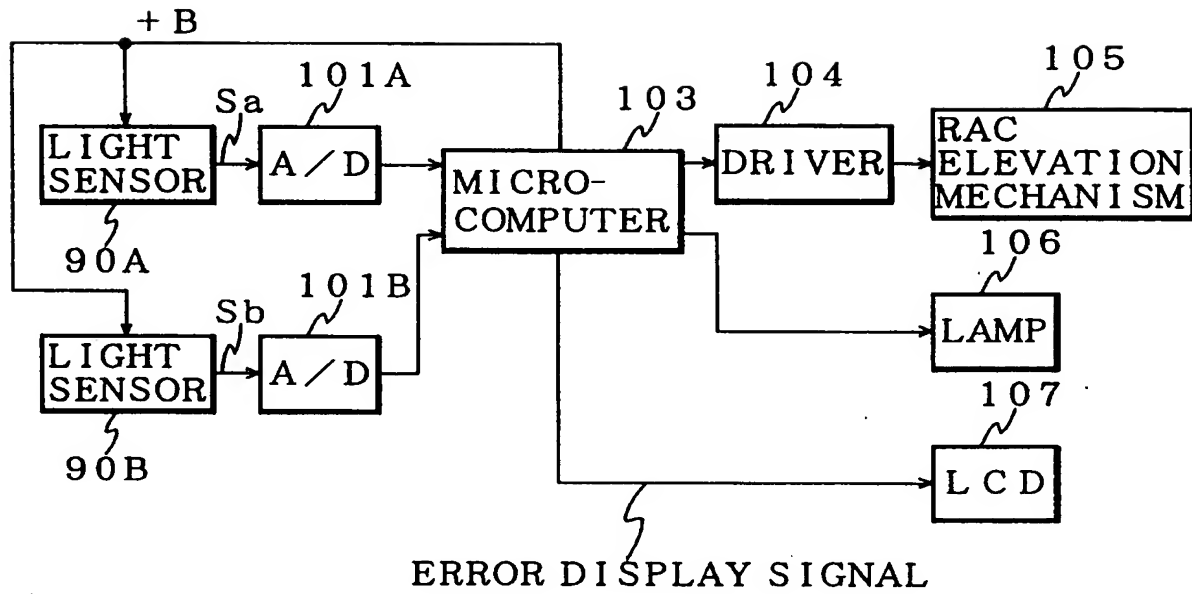 +B
101A
103
104
105
Sa
LIGHT
SENSOR
A/D
MICRO-
COMPUTER
DRIVER
RAC
ELEVATION
MECHANISM
90A
101B
106
Sb
LIGHT
SENSOR
A/D
LAMP
90B
107
LCD
ERROR DISPLAY SIGNAL